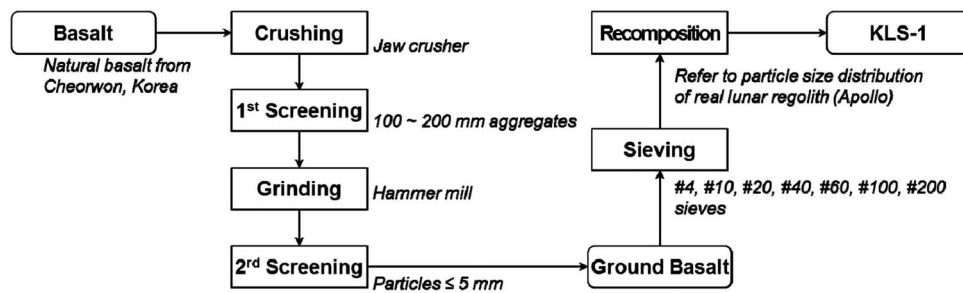 Basalt
Natural basalt from
Cheorwon, Korea
Crushing
Jaw crusher
1st Screening
100 ~ 200 mm aggregates
Grinding
Hammer mill
2rd Screening
Particles ≤ 5 mm
Ground Basalt
#4, #10, #20, #40, #60, #100, #200
sieves
Sieving
Refer to particle size distribution
of real lunar regolith (Apollo)
Recomposition
KLS-1